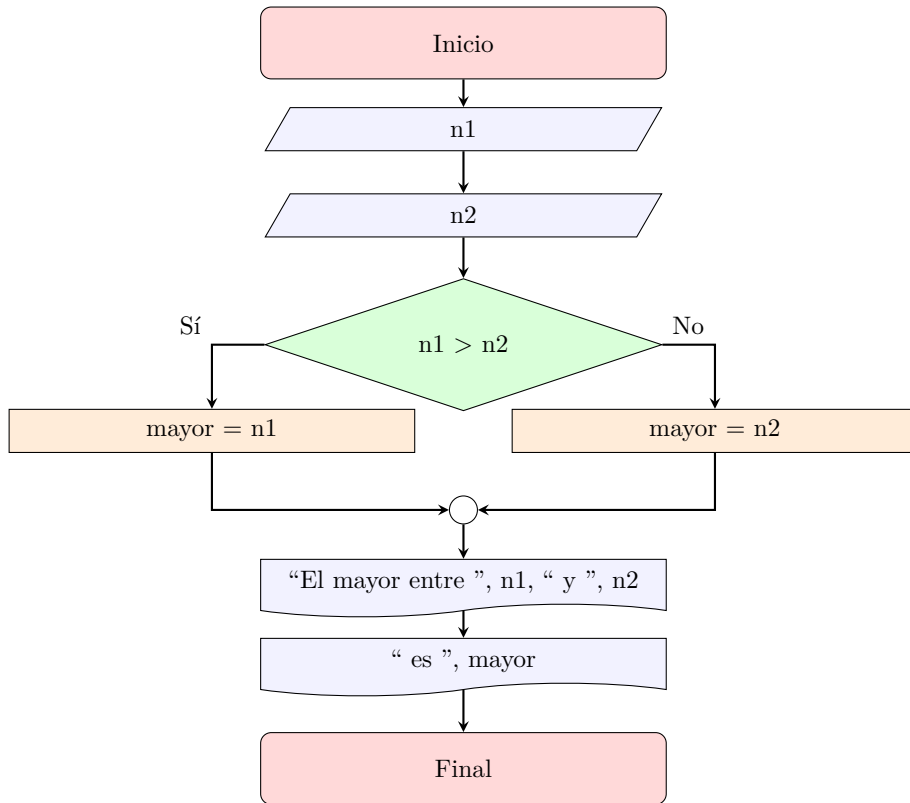 Inicio
n1
n2
Sí
n1 > n2
No
mayor = n1
mayor = n2
“El mayor entre ”, n1, “ y ”, n2
“ es ”, mayor
Final